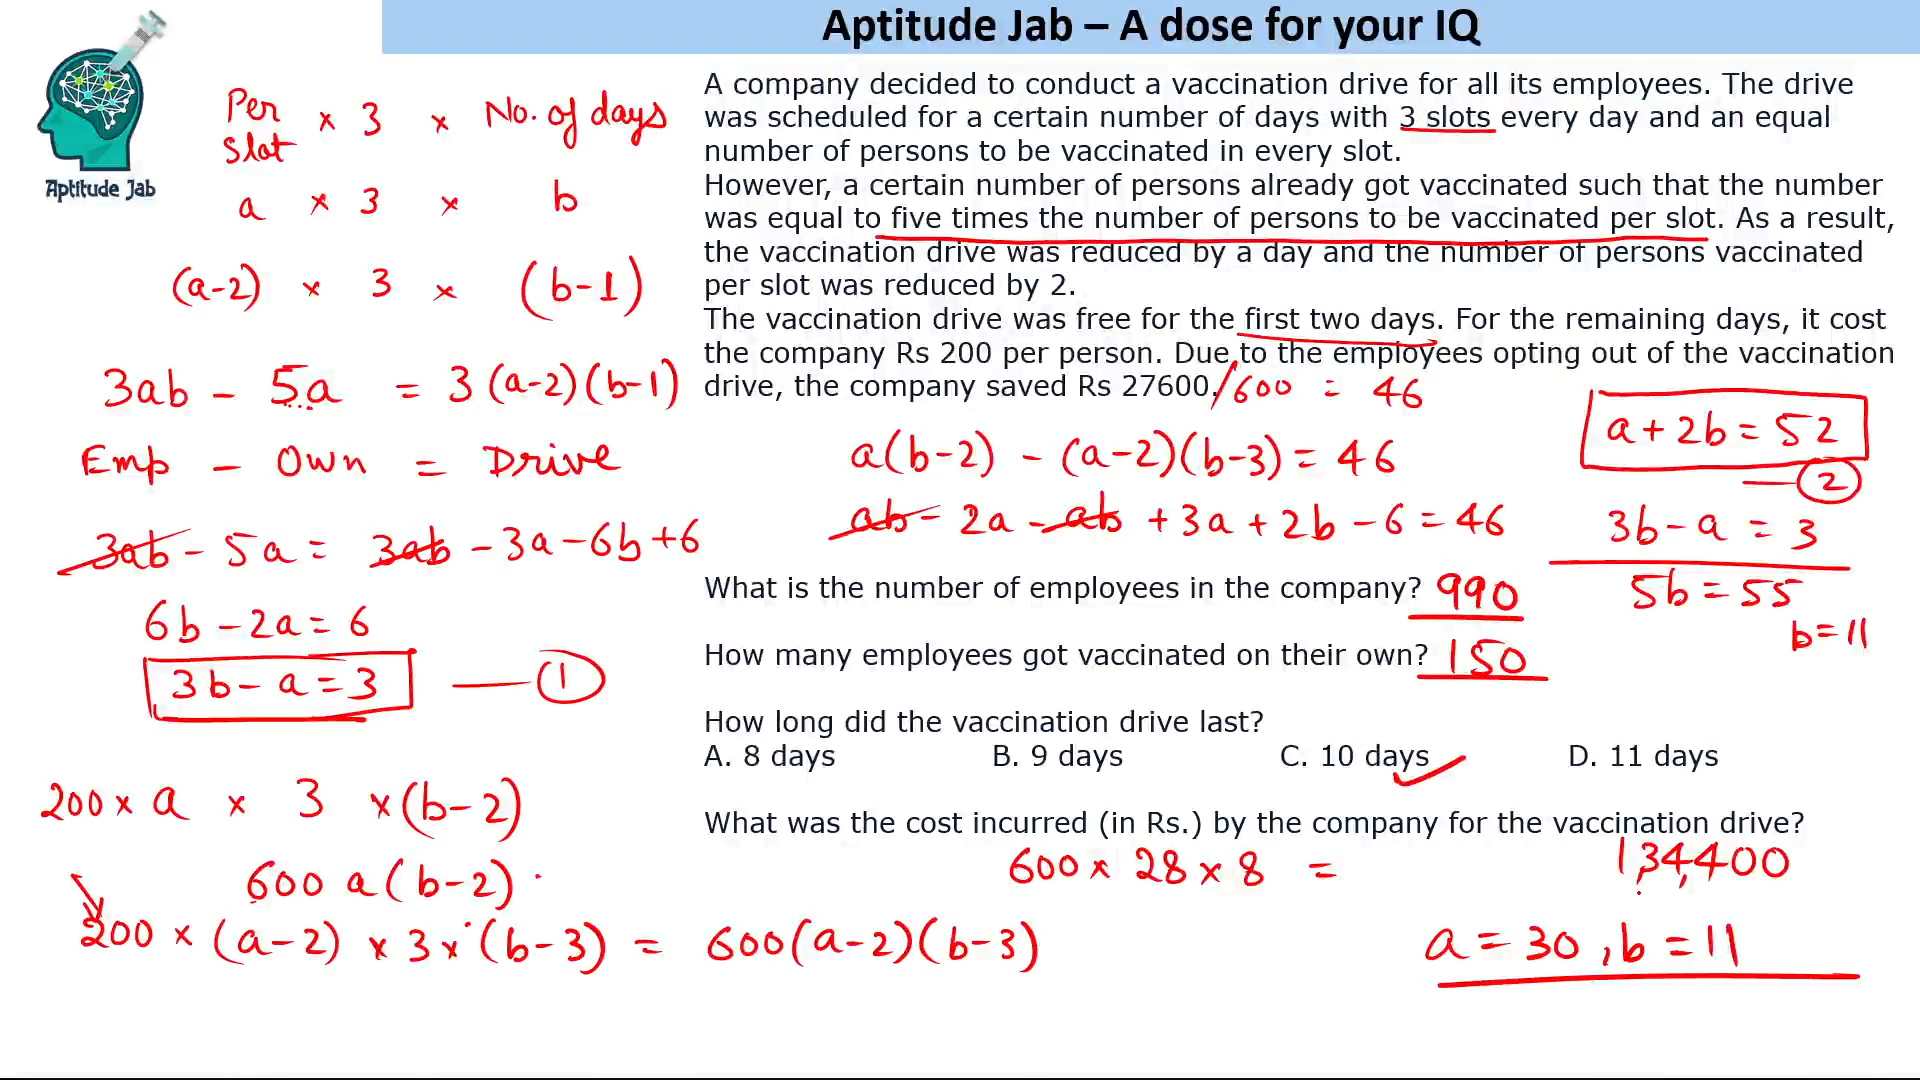 Aptitude Jab – A dose for your IQ
Aptitude Jab
A company decided to conduct a vaccination drive for all its employees. The drive
was scheduled for a certain number of days with 3 slots every day and an equal
number of persons to be vaccinated in every slot.
However, a certain number of persons already got vaccinated such that the number
was equal to five times the number of persons to be vaccinated per slot. As a result,
the vaccination drive was reduced by a day and the number of persons vaccinated
per slot was reduced by 2.
The vaccination drive was free for the first two days. For the remaining days, it cost
the company Rs 200 per person. Due to the employees opting out of the vaccination
drive, the company saved Rs 27600. /600 = 46
Per slot × 3 × No. of days
a × 3 × b
(a-2) × 3 × (b-1)
3ab - 5a = 3(a-2)(b-1)
Emp - Own = Drive
3ab - 5a = 3ab - 3a - 6b + 6
6b - 2a = 6
3b - a = 3 — 1
200 × a × 3 × (b-2)
600 a(b-2)
200 × (a-2) × 3 × (b-3) = 600(a-2)(b-3)
a(b-2) - (a-2)(b-3) = 46
ab - 2a - ab + 3a + 2b - 6 = 46
a + 2b = 52
— 2
3b - a = 3
5b = 55
b = 11
What is the number of employees in the company? 990
How many employees got vaccinated on their own? 150
How long did the vaccination drive last?
A. 8 days B. 9 days C. 10 days D. 11 days
What was the cost incurred (in Rs.) by the company for the vaccination drive?
600 × 28 × 8 = 134,400
a = 30, b = 11